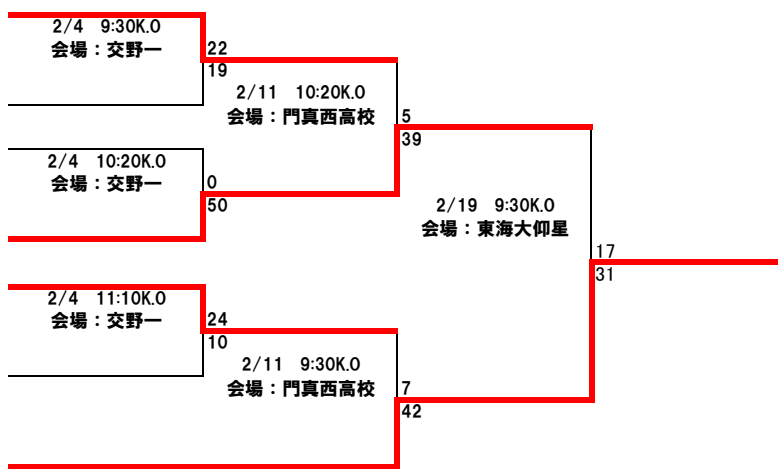 2/4 9:30K.O
会場：交野一
22
19
2/11 10:20K.O
会場：門真西高校
5
39
2/4 10:20K.O
会場：交野一
0
50
2/19 9:30K.O
会場：東海大仰星
17
31
2/4 11:10K.O
会場：交野一
24
10
2/11 9:30K.O
会場：門真西高校
7
42